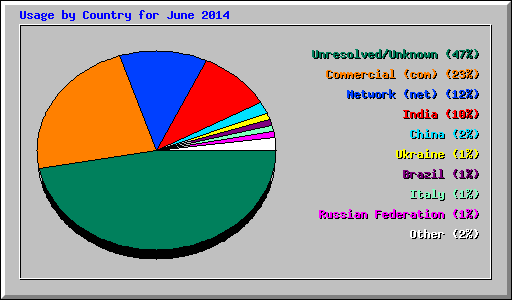 Usage by Country for June 2014
Unresolved/Unknown (47%)
Commercial (com) (23%)
Network (net) (12%)
India (10%)
China (2%)
Ukraine (1%)
Brazil (1%)
Italy (1%)
Russian Federation (1%)
Other (2%)